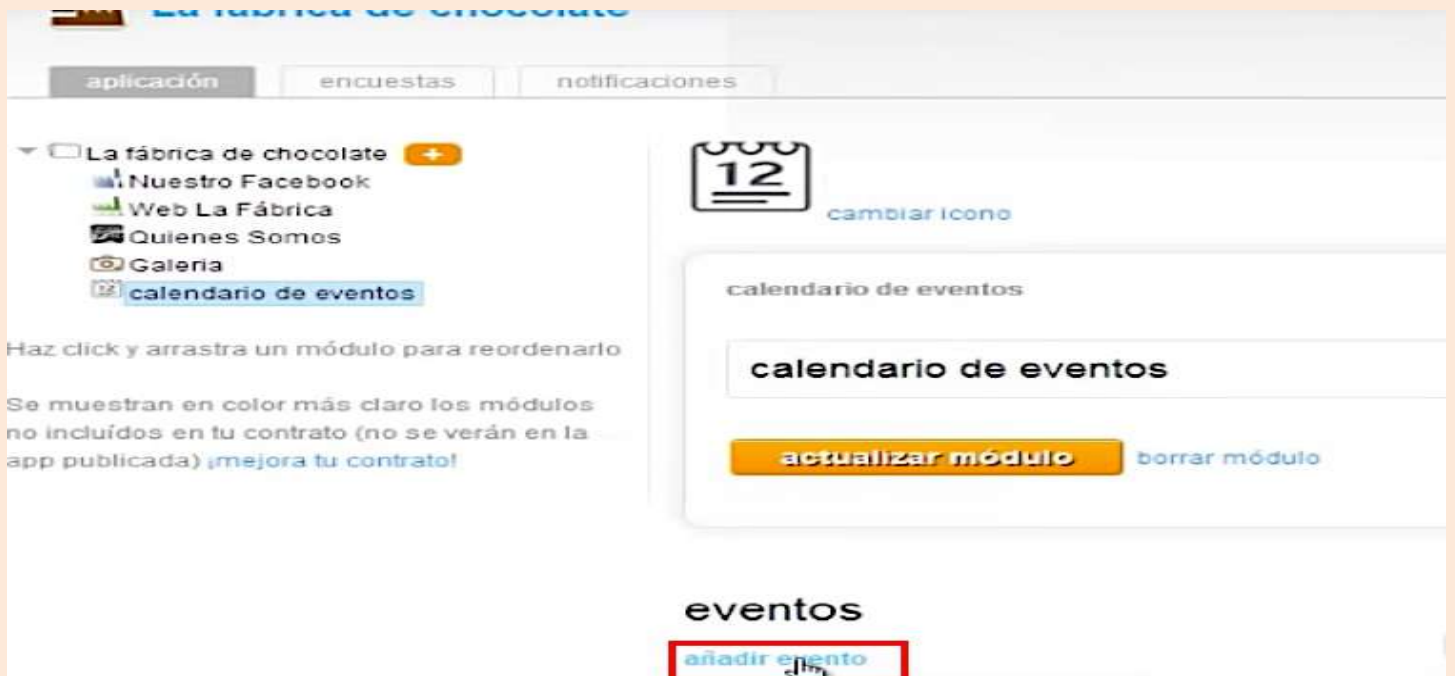 La fábrica de chocolate
aplicación
encuestas
notificaciones
La fábrica de chocolate +
Nuestro Facebook
Web La Fábrica
Quienes Somos
Galeria
calendario de eventos
Haz click y arrastra un módulo para reordenarlo
Se muestran en color más claro los módulos
no incluídos en tu contrato (no se verán en la
app publicada) ¡mejora tu contrato!
12
cambiar icono
calendario de eventos
calendario de eventos
actualizar módulo
borrar módulo
eventos
añadir evento